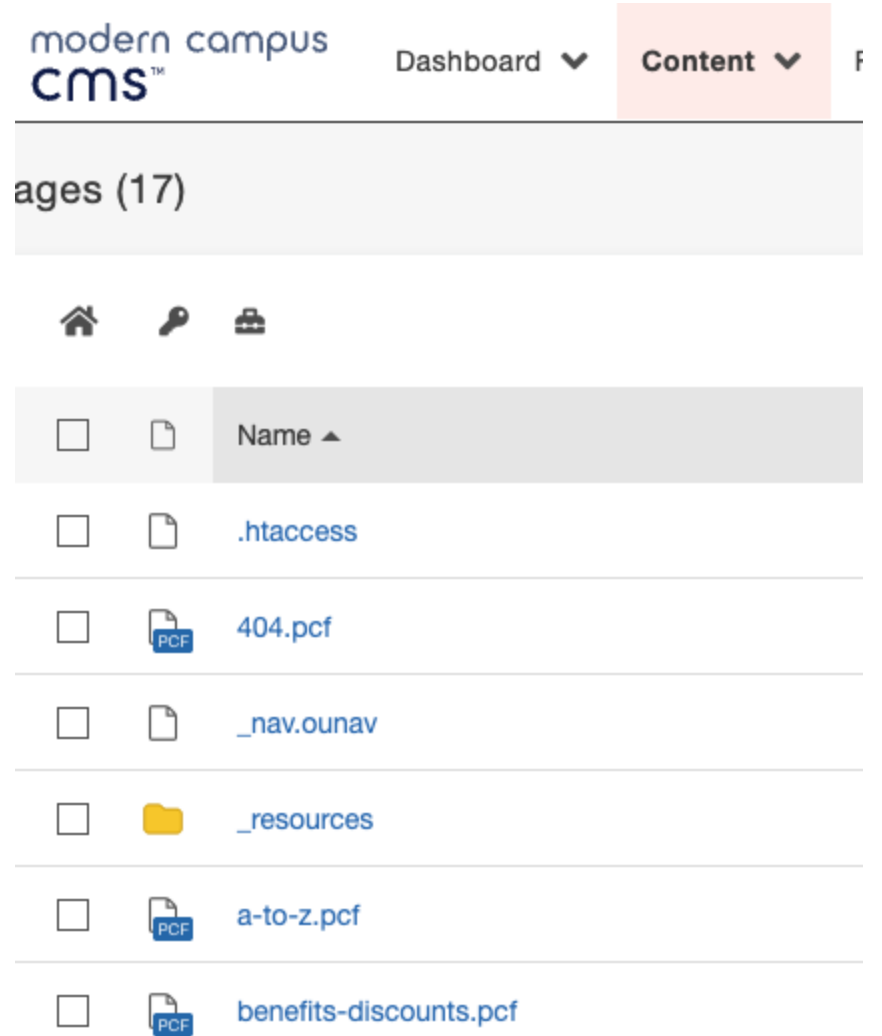 modern campus
cms™
Dashboard
Content
ages (17)
Name
.htaccess
PCF
404.pcf
_nav.ounav
_resources
PCF
a-to-z.pcf
PCF
benefits-discounts.pcf